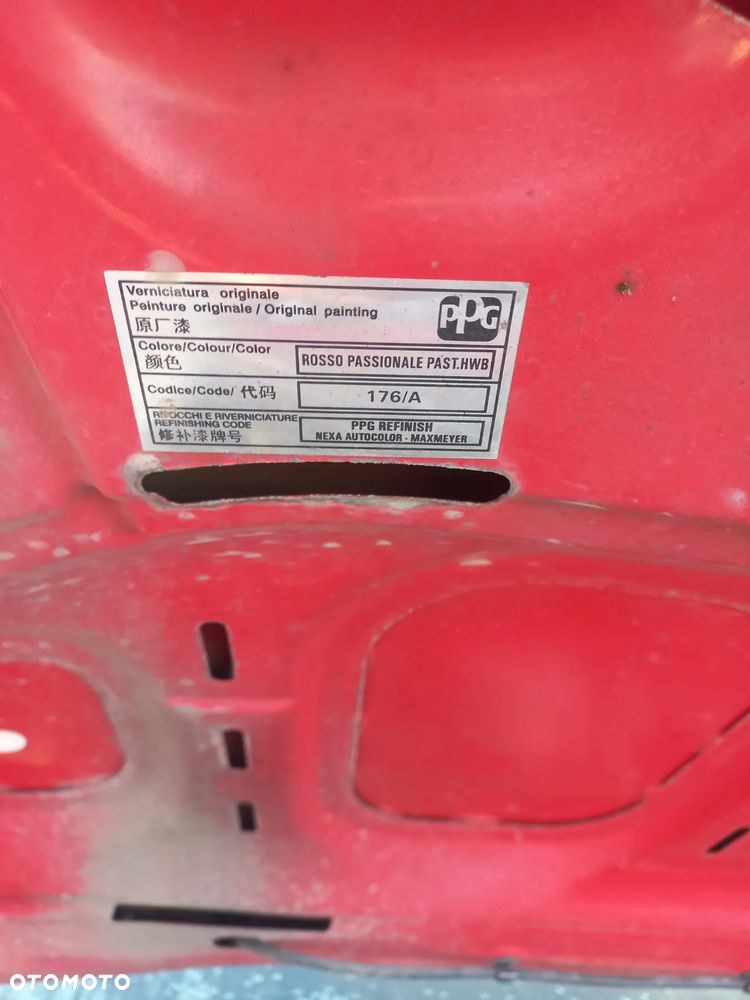 Verniciatura originale
Peinture originale / Original painting
原厂漆
PPG
Colore/Colour/Color
颜色
ROSSO PASSIONALE PAST.HWB
Codice/Code/ 代码
176/A
RITOCCHI E RIVERNICIATURE
REFINISHING CODE
修补漆牌号
PPG REFINISH
NEXA AUTOCOLOR - MAXMEYER
OTOMOTO